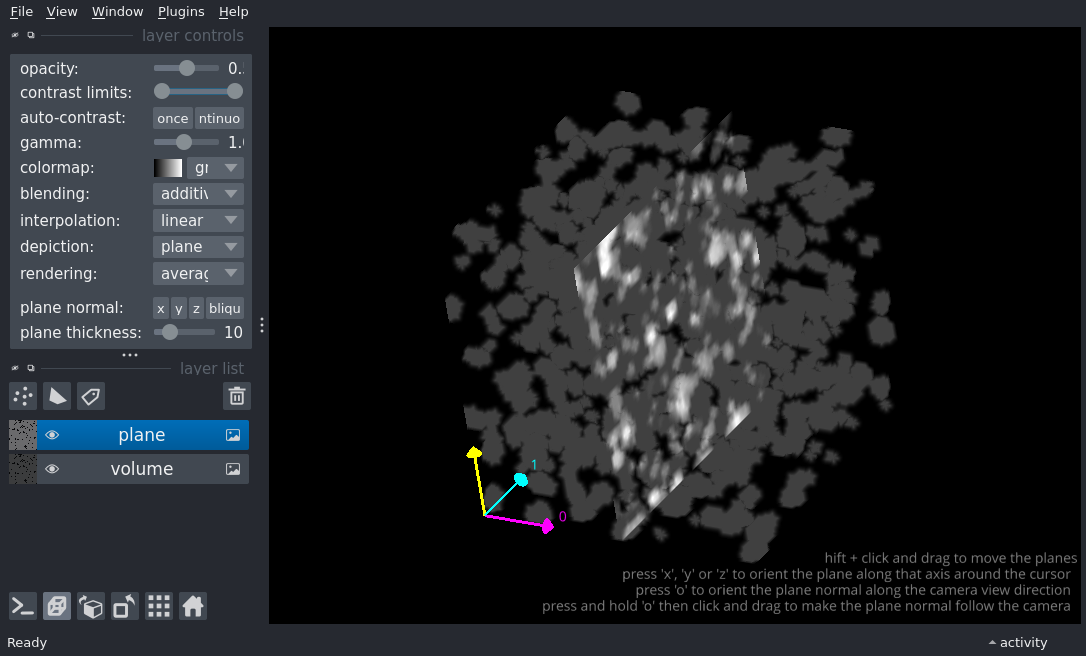 File View Window Plugins Help
layer controls
opacity: 0.
contrast limits:
auto-contrast: once ntinuo
gamma: 1.
colormap: gr
blending: additiv
interpolation: linear
depiction: plane
rendering: averag
plane normal: x y z bliqu
plane thickness: 10
layer list
plane
volume
1
0
hift + click and drag to move the planes
press 'x', 'y' or 'z' to orient the plane along that axis around the cursor
press 'o' to orient the plane normal along the camera view direction
press and hold 'o' then click and drag to make the plane normal follow the camera
Ready
activity